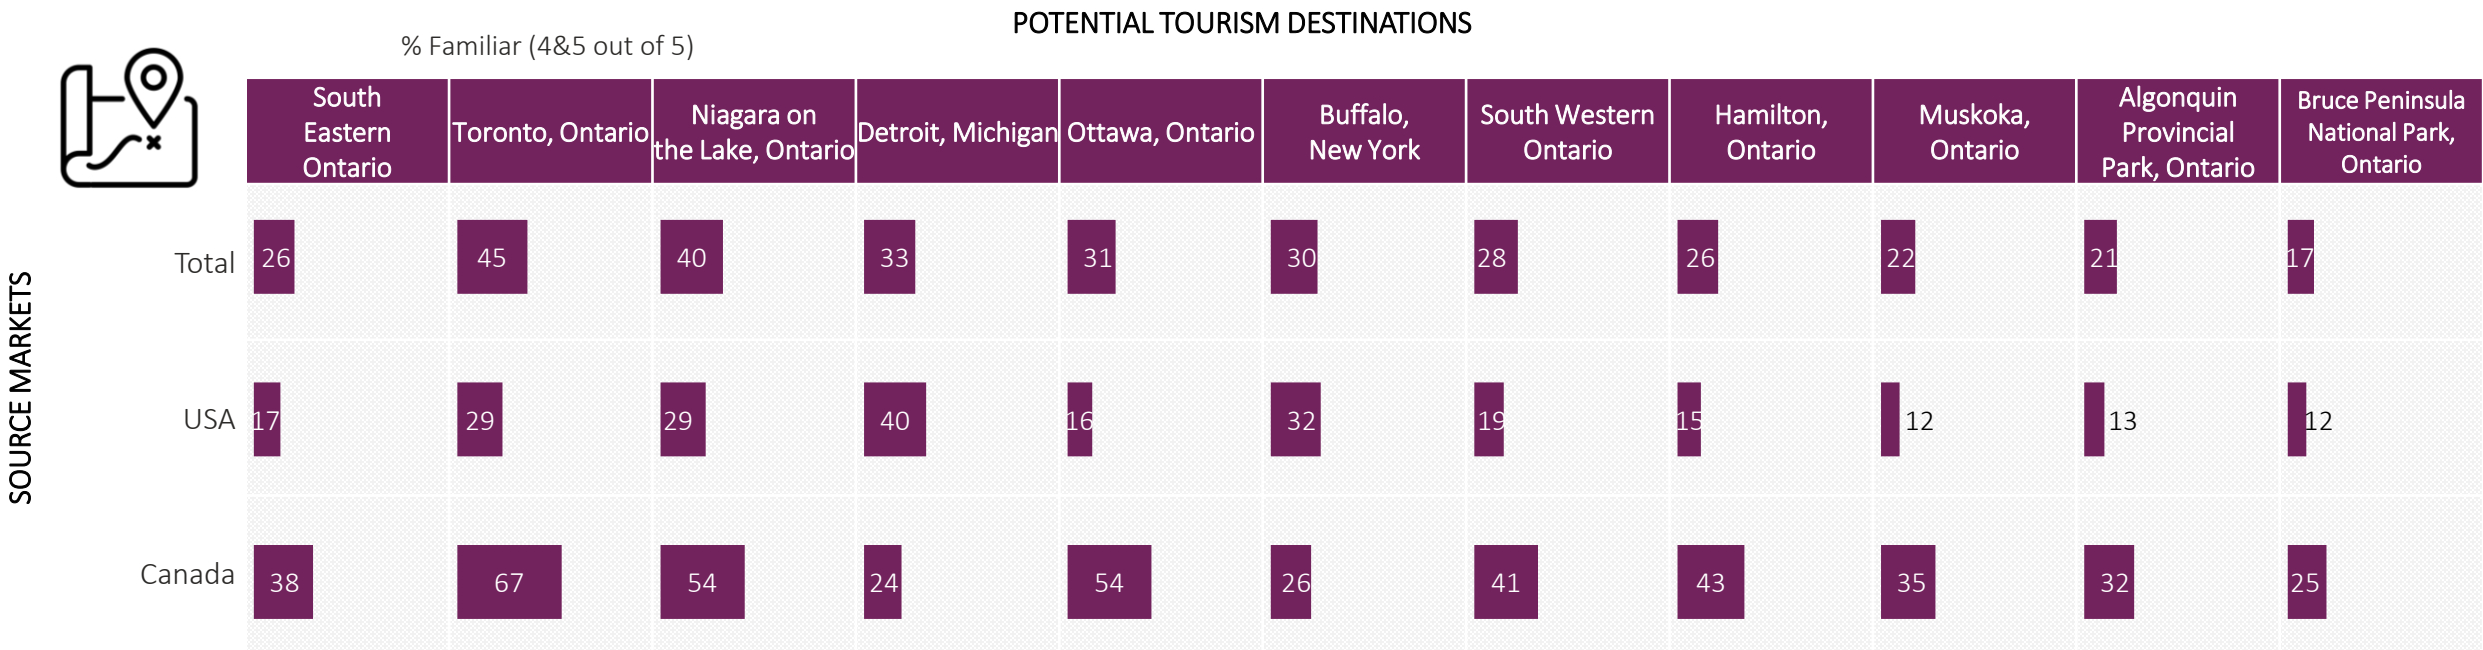 POTENTIAL TOURISM DESTINATIONS
% Familiar (4&5 out of 5)
South
Eastern
Ontario
Toronto, Ontario
Niagara on
the Lake, Ontario
Detroit, Michigan
Ottawa, Ontario
Buffalo,
New York
South Western
Ontario
Hamilton,
Ontario
Muskoka,
Ontario
Algonquin
Provincial
Park, Ontario
Bruce Peninsula
National Park,
Ontario
SOURCE MARKETS
Total 26 45 40 33 31 30 28 26 22 21 17
USA 17 29 29 40 16 32 19 15 12 13 12
Canada 38 67 54 24 54 26 41 43 35 32 25